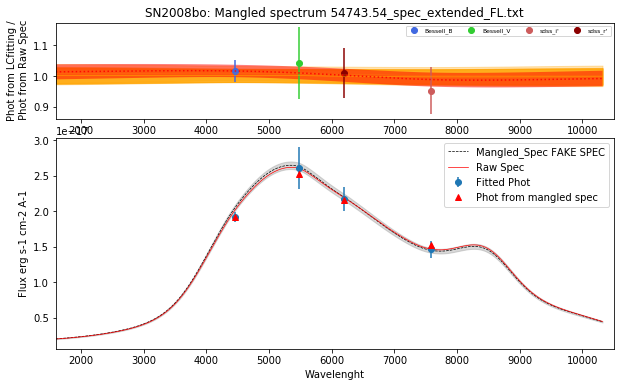 SN2008bo: Mangled spectrum 54743.54_spec_extended_FL.txt
Phot from LCfitting /
Phot from Raw Spec
Bessell_B
Bessell_V
sdss_i'
sdss_r'
1.1
1.0
0.9
2000 3000 4000 5000 6000 7000 8000 9000 10000
1e−17
Flux erg s-1 cm-2 A-1
3.0
2.5
2.0
1.5
1.0
0.5
Mangled_Spec FAKE SPEC
Raw Spec
Fitted Phot
Phot from mangled spec
2000 3000 4000 5000 6000 7000 8000 9000 10000
Wavelenght